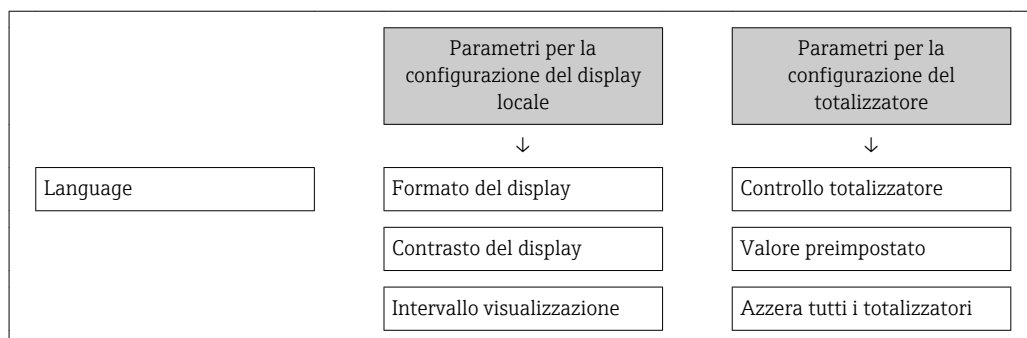 Parametri per la
configurazione del display
locale
Parametri per la
configurazione del
totalizzatore
↓
↓
Language
Formato del display
Controllo totalizzatore
Contrasto del display
Valore preimpostato
Intervallo visualizzazione
Azzera tutti i totalizzatori